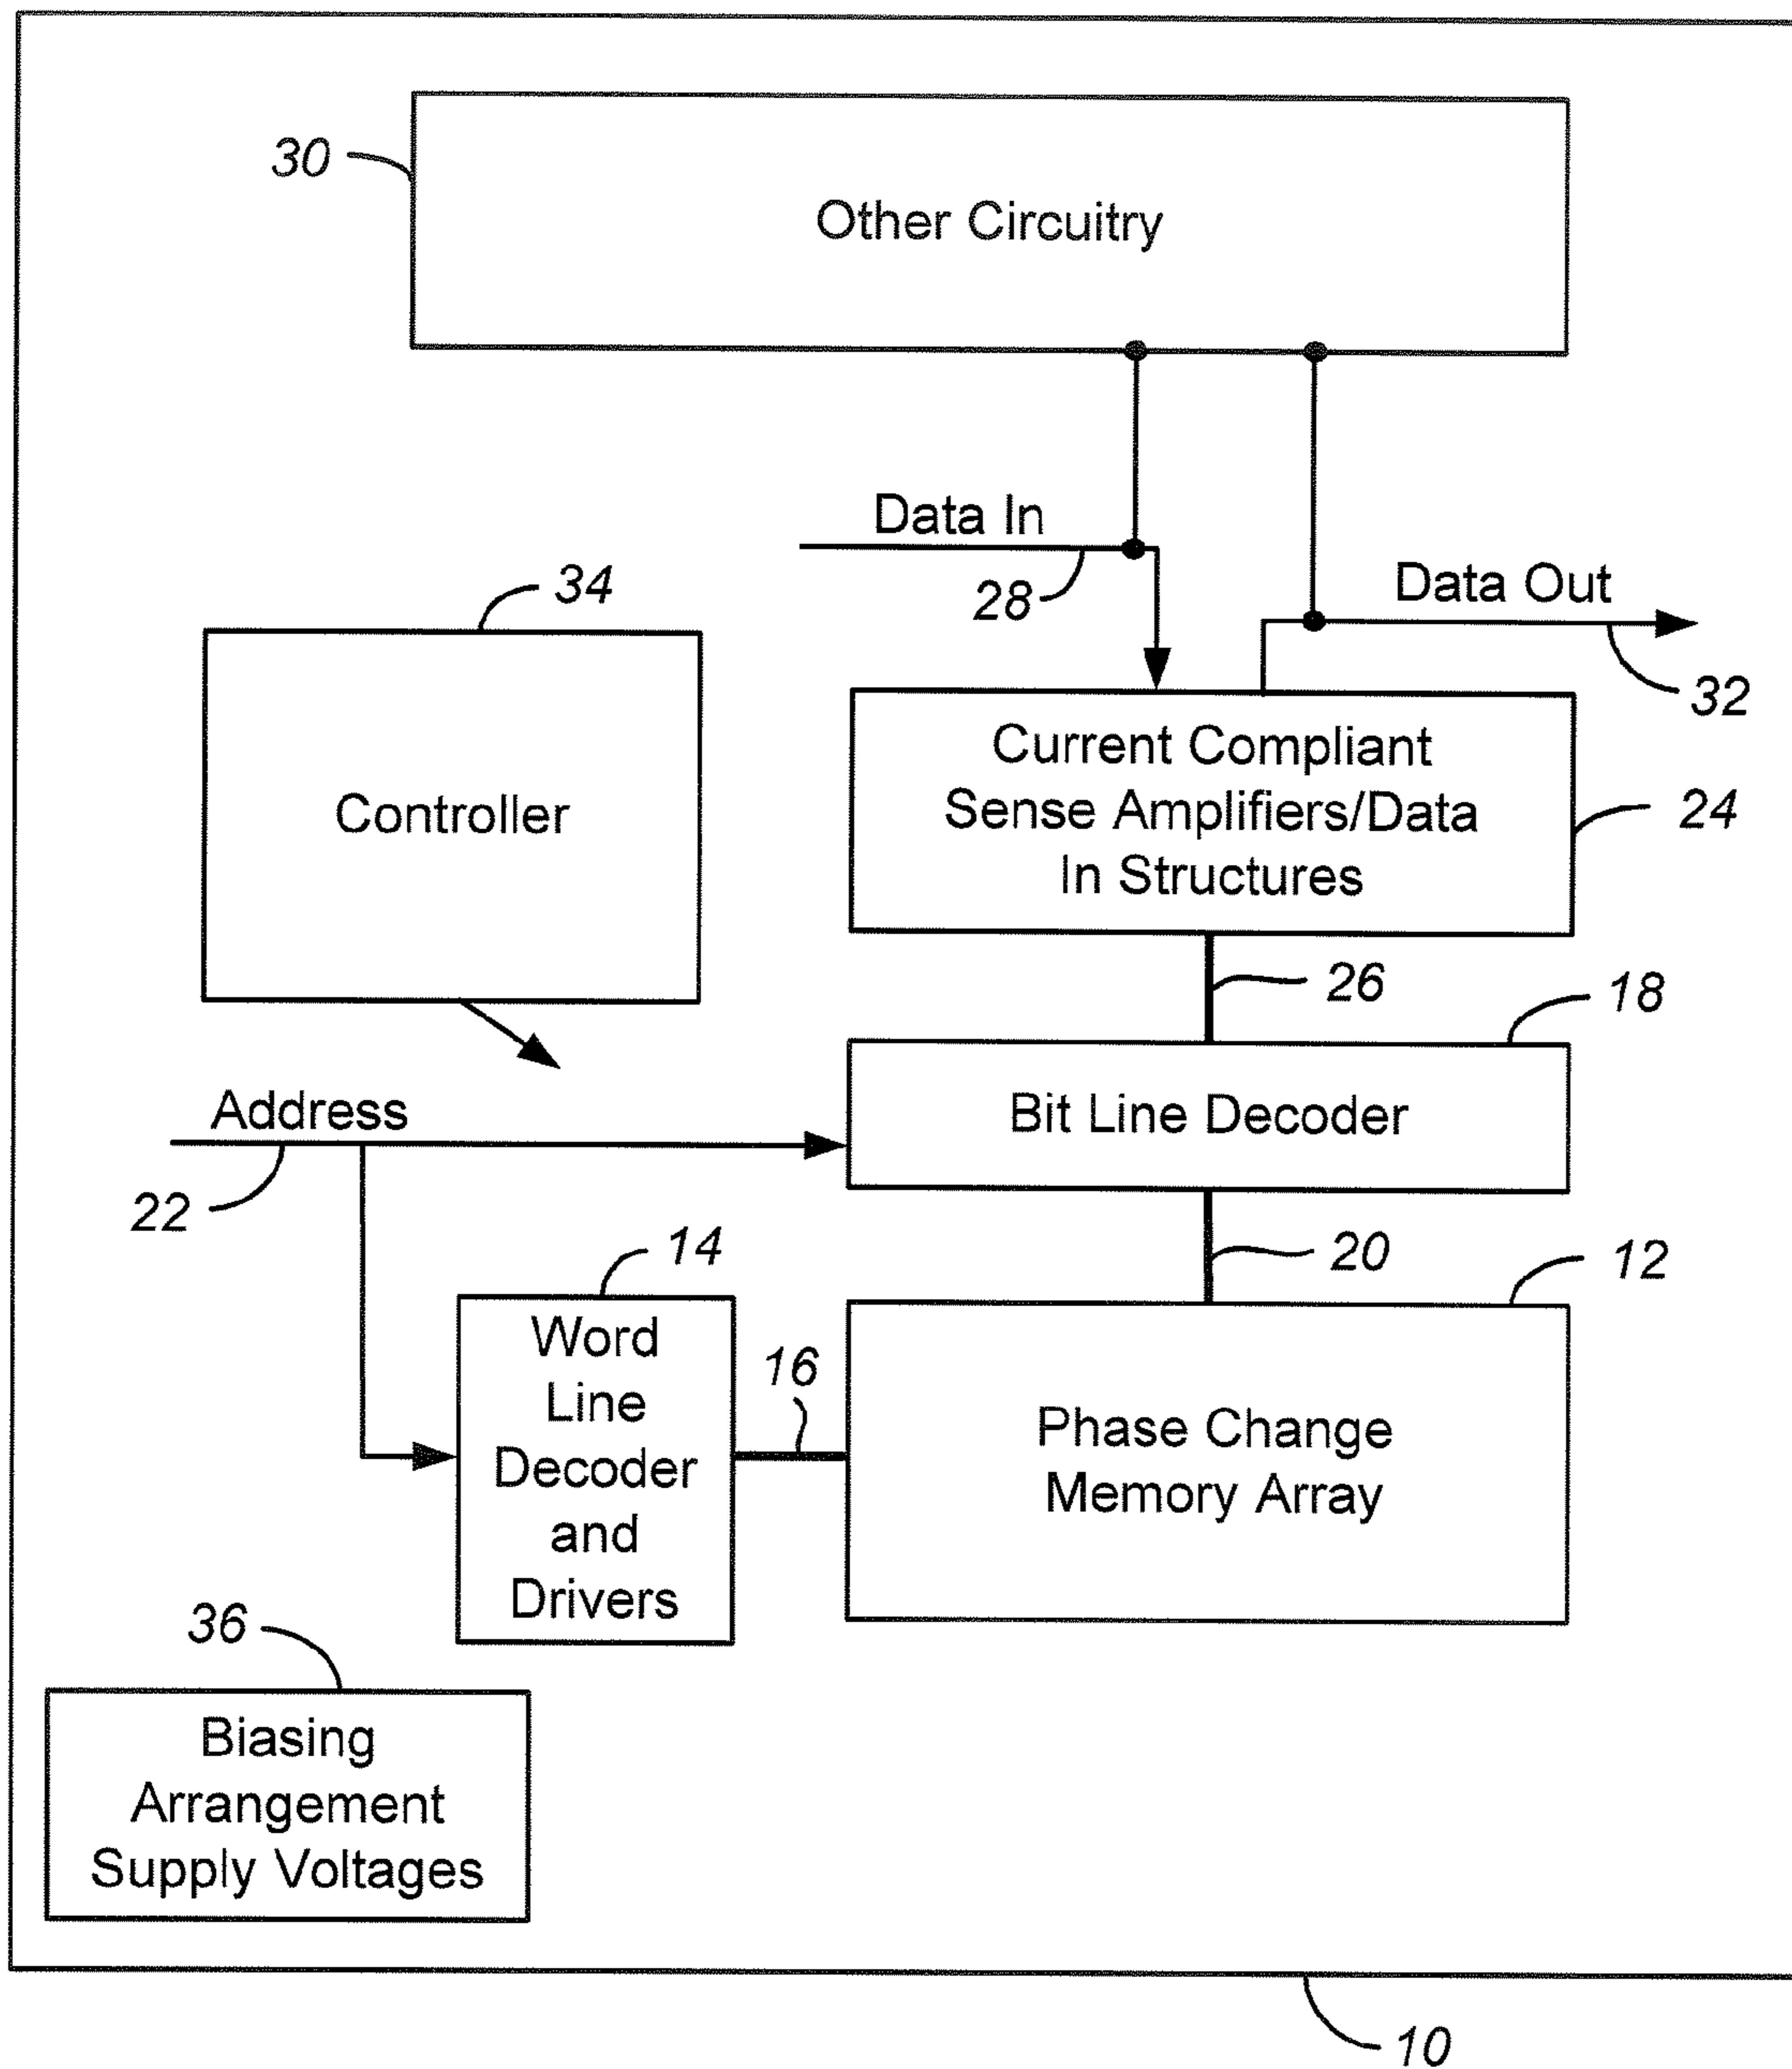 30
Other Circuitry
Data In
28
Data Out
32
34
Controller
Current Compliant
Sense Amplifiers/Data
In Structures
24
26
18
Address
22
Bit Line Decoder
14
20
12
Word
Line
Decoder
and
Drivers
16
Phase Change
Memory Array
36
Biasing
Arrangement
Supply Voltages
10